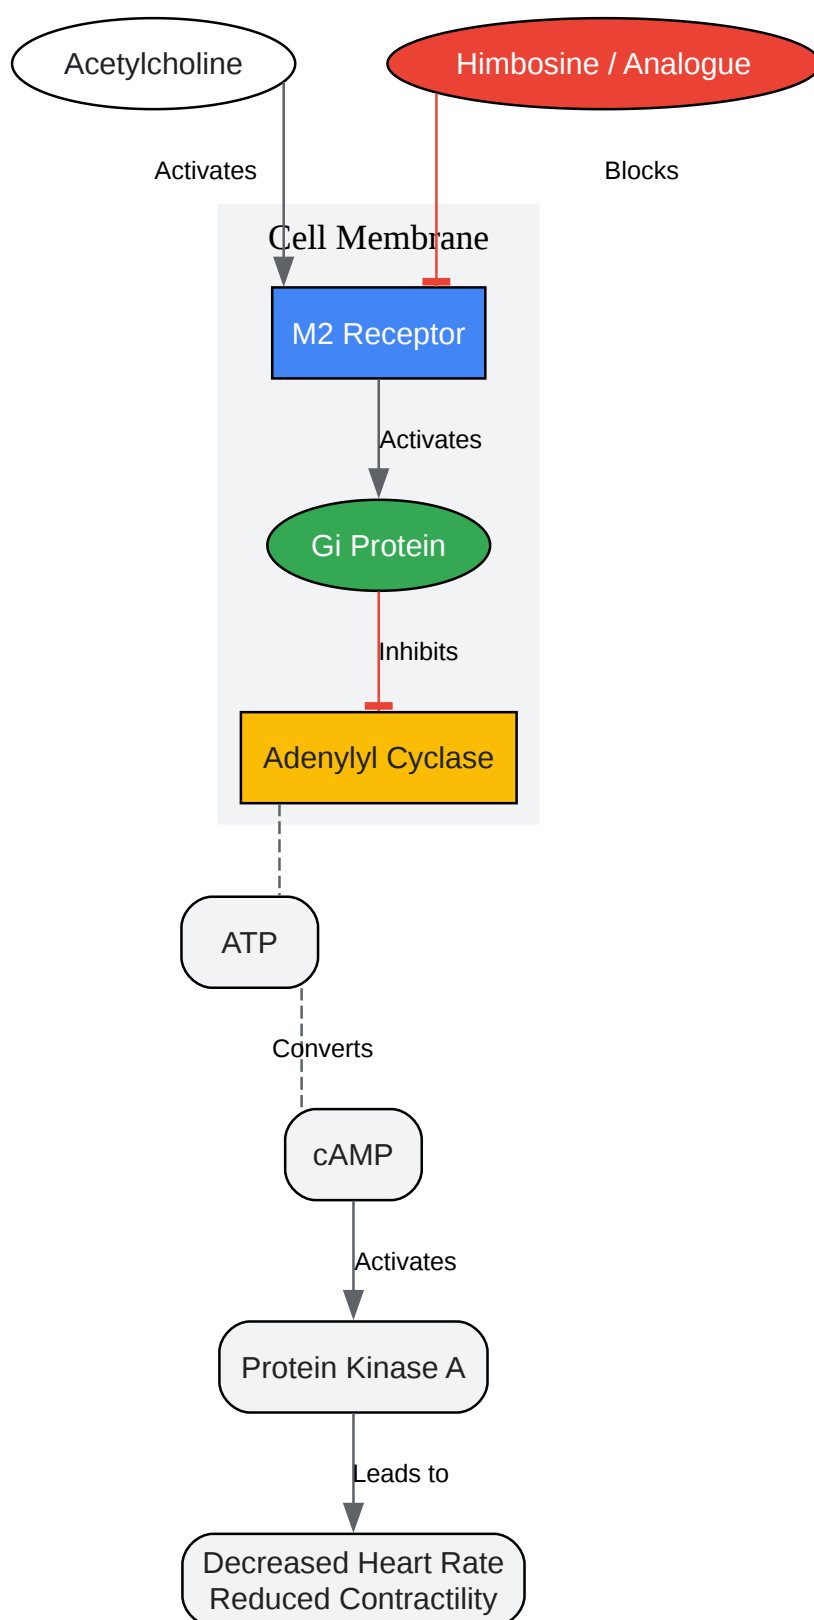 Acetylcholine
Himbosine / Analogue
Activates
Blocks
Cell Membrane
M2 Receptor
Activates
Gi Protein
Inhibits
Adenylyl Cyclase
ATP
Converts
cAMP
Activates
Protein Kinase A
Leads to
Decreased Heart Rate
Reduced Contractility